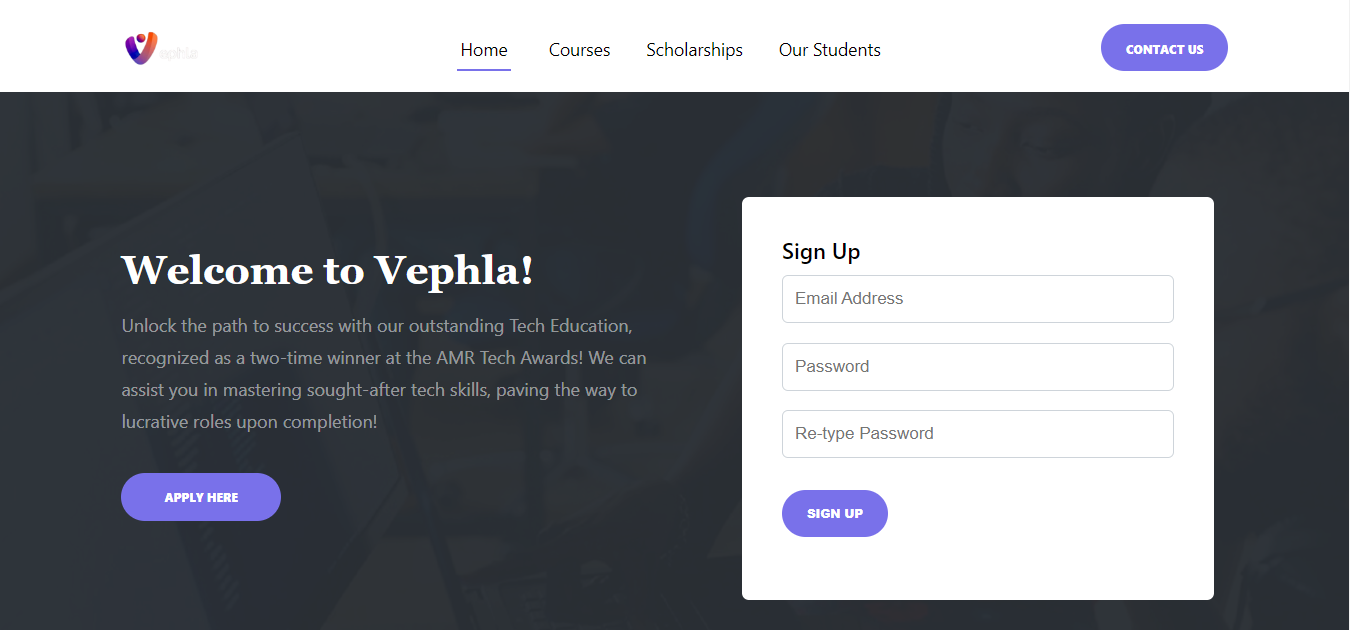 Home
Courses
Scholarships
Our Students
CONTACT US
Welcome to Vephla!
Unlock the path to success with our outstanding Tech Education,
recognized as a two-time winner at the AMR Tech Awards! We can
assist you in mastering sought-after tech skills, paving the way to
lucrative roles upon completion!
APPLY HERE
Sign Up
Email Address
Password
Re-type Password
SIGN UP